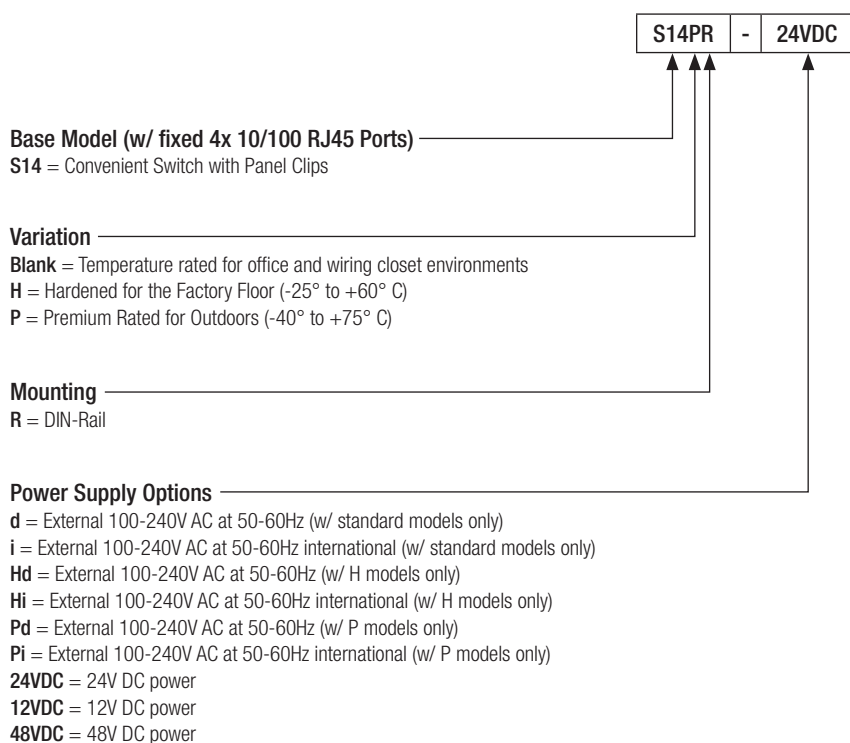 S14PR - 24VDC
Base Model (w/ fixed 4x 10/100 RJ45 Ports)
S14 = Convenient Switch with Panel Clips
Variation
Blank = Temperature rated for office and wiring closet environments
H = Hardened for the Factory Floor (-25° to +60° C)
P = Premium Rated for Outdoors (-40° to +75° C)
Mounting
R = DIN-Rail
Power Supply Options
d = External 100-240V AC at 50-60Hz (w/ standard models only)
i = External 100-240V AC at 50-60Hz international (w/ standard models only)
Hd = External 100-240V AC at 50-60Hz (w/ H models only)
Hi = External 100-240V AC at 50-60Hz international (w/ H models only)
Pd = External 100-240V AC at 50-60Hz (w/ P models only)
Pi = External 100-240V AC at 50-60Hz international (w/ P models only)
24VDC = 24V DC power
12VDC = 12V DC power
48VDC = 48V DC power